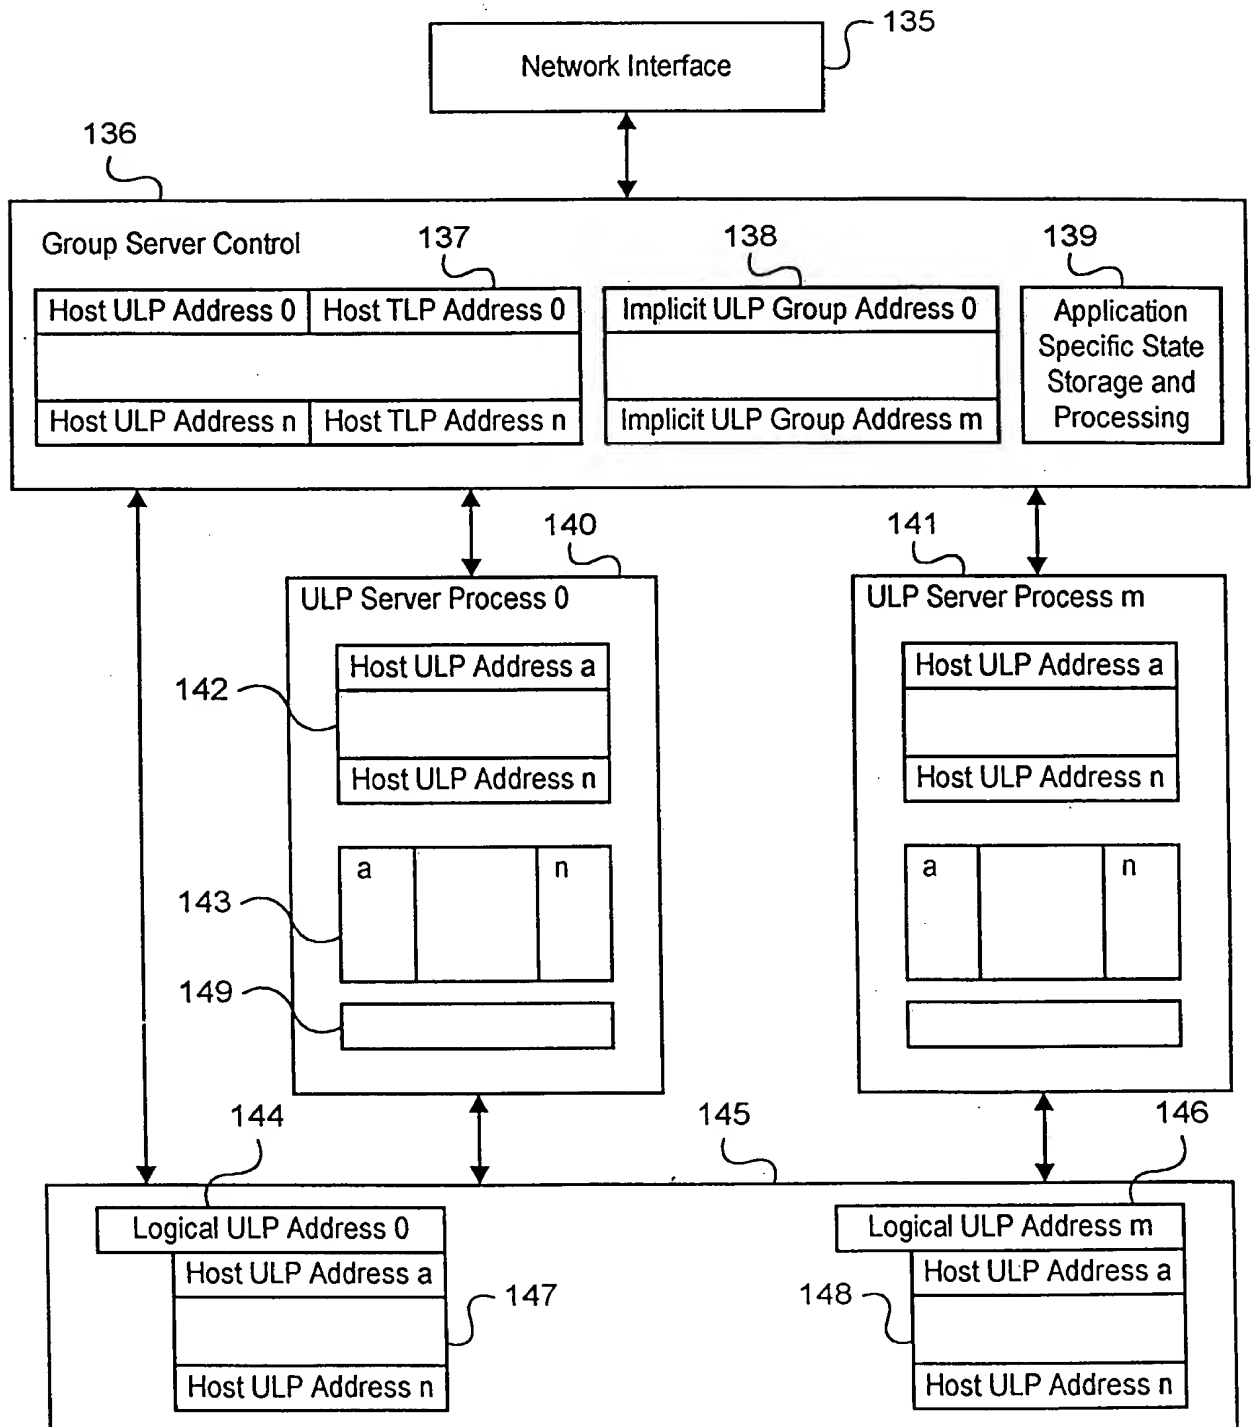 135
Network Interface
136
Group Server Control
137
138
139
Host ULP Address 0 Host TLP Address 0
Host ULP Address n Host TLP Address n
Implicit ULP Group Address 0
Implicit ULP Group Address m
Application
Specific State
Storage and
Processing
140
141
ULP Server Process 0
Host ULP Address a
142
Host ULP Address n
a n
143
149
ULP Server Process m
Host ULP Address a
Host ULP Address n
a n
144
145
146
Logical ULP Address 0
Host ULP Address a
147
Host ULP Address n
Logical ULP Address m
Host ULP Address a
148
Host ULP Address n